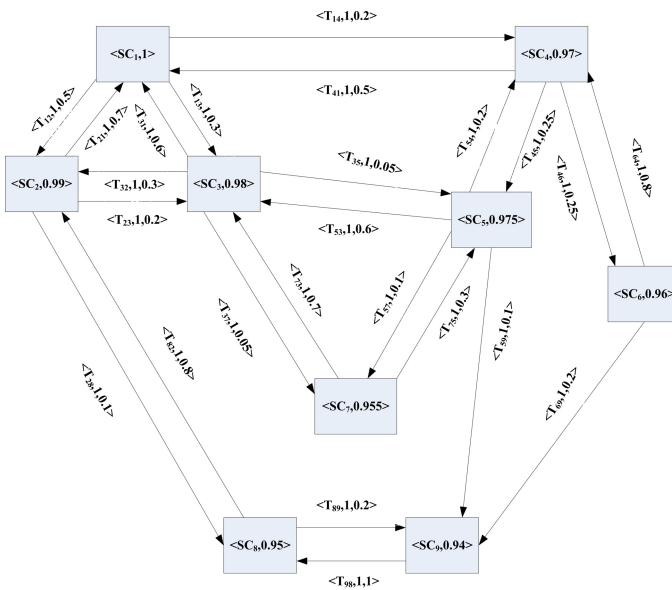 <T₁₄,1,0.2>
<SC₁,1>
<SC₄,0.97>
<T₄₁,1,0.5>
<T₁₂,1,0.5>
<T₂₁,1,0.7>
<T₃₁,1,0.6>
<T₁₃,1,0.3>
<T₅₄,1,0.2>
<T₄₅,1,0.25>
<T₄₆,1,0.25>
<T₆₄,1,0.8>
<T₃₅,1,0.05>
<SC₂,0.99>
<T₃₂,1,0.3>
<SC₃,0.98>
<T₂₃,1,0.2>
<T₅₃,1,0.6>
<SC₅,0.975>
<SC₆,0.96>
<T₇₃,1,0.7>
<T₅₇,1,0.1>
<T₇₅,1,0.3>
<T₅₉,1,0.1>
<T₃₇,1,0.05>
<T₈₂,1,0.8>
<T₂₈,1,0.1>
<SC₇,0.955>
<T₆₉,1,0.2>
<T₈₉,1,0.2>
<SC₈,0.95>
<SC₉,0.94>
<T₉₈,1,1>